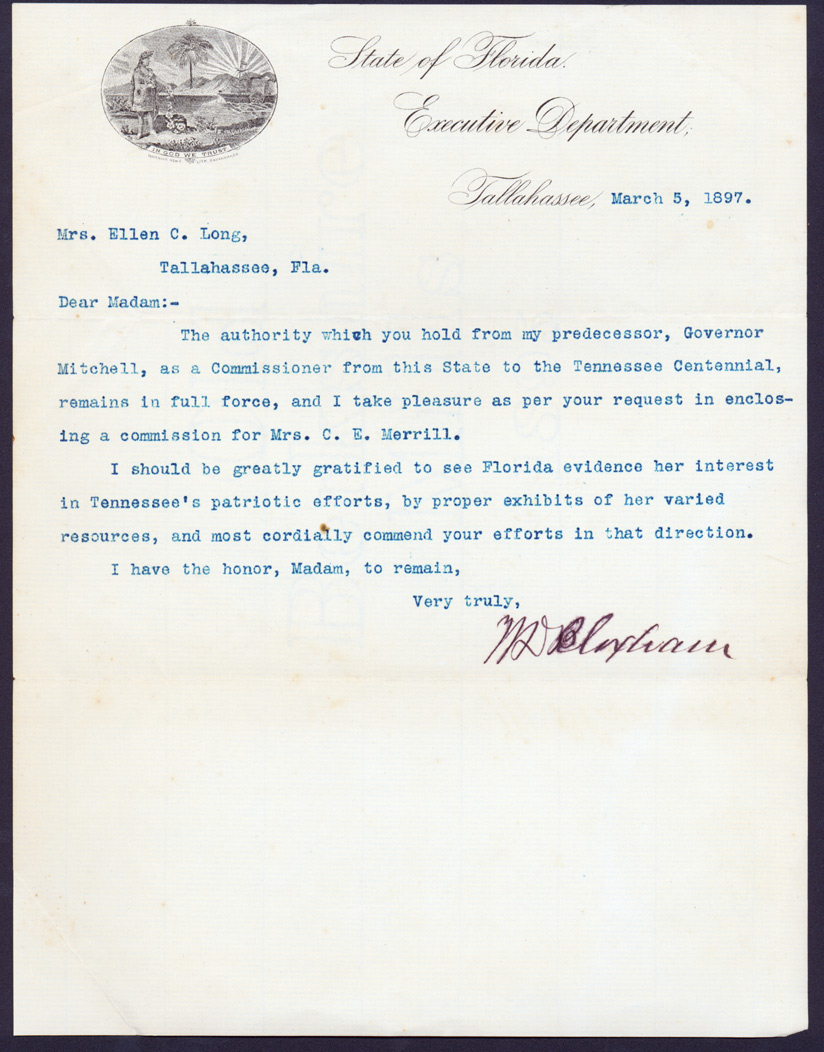 State of Florida.
Executive Department,
IN GOD WE TRUST
Tallahassee, March 5, 1897.
Mrs. Ellen C. Long,
Tallahassee, Fla.
Dear Madam:-
The authority which you hold from my predecessor, Governor
Mitchell, as a Commissioner from this State to the Tennessee Centennial,
remains in full force, and I take pleasure as per your request in enclos-
ing a commission for Mrs. C. E. Merrill.
I should be greatly gratified to see Florida evidence her interest
in Tennessee's patriotic efforts, by proper exhibits of her varied
resources, and most cordially commend your efforts in that direction.
I have the honor, Madam, to remain,
Very truly,
W D Bloxham